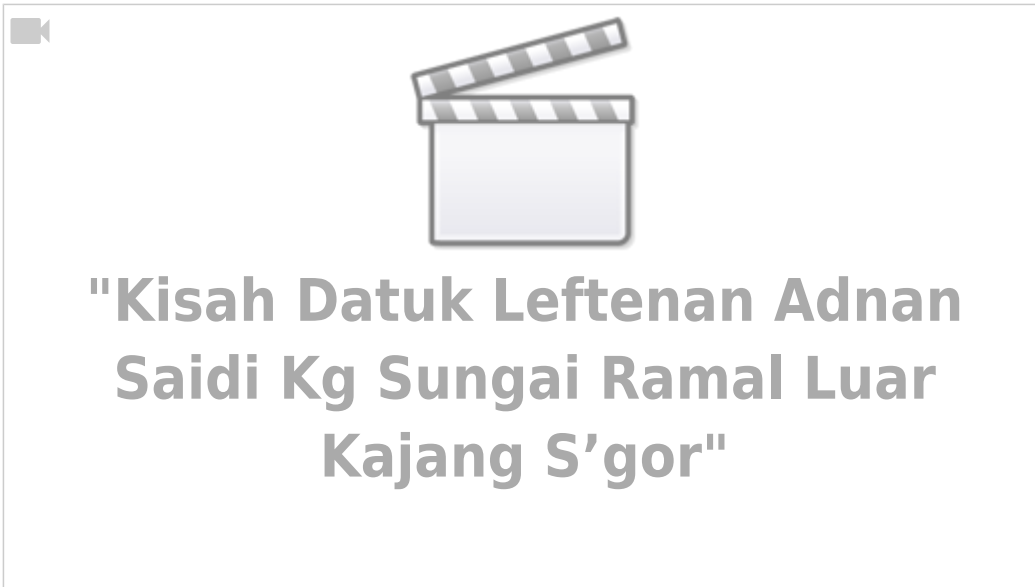 "Kisah Datuk Leftenan Adnan
Saidi Kg Sungai Ramal Luar
Kajang S’gor"